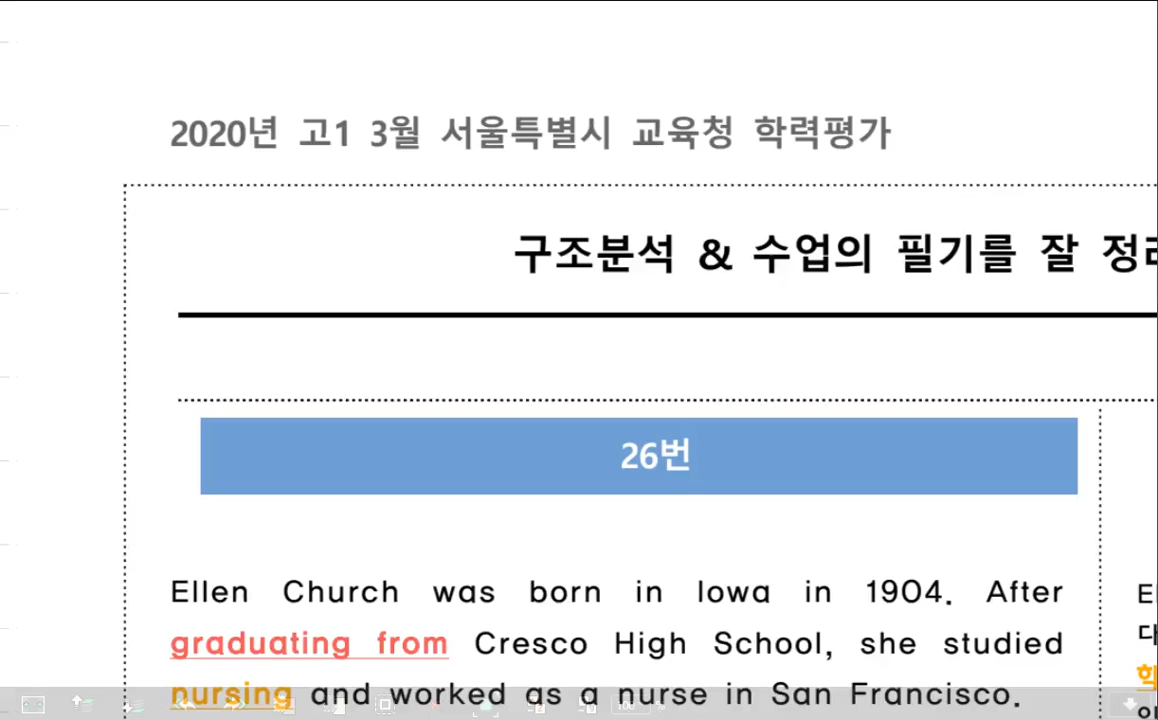 2020년 고1 3월 서울특별시 교육청 학력평가
구조분석 & 수업의 필기를 잘
26번
Ellen Church was born in Iowa in 1904. After
graduating from Cresco High School, she studied
nursing and worked as a nurse in San Francisco.